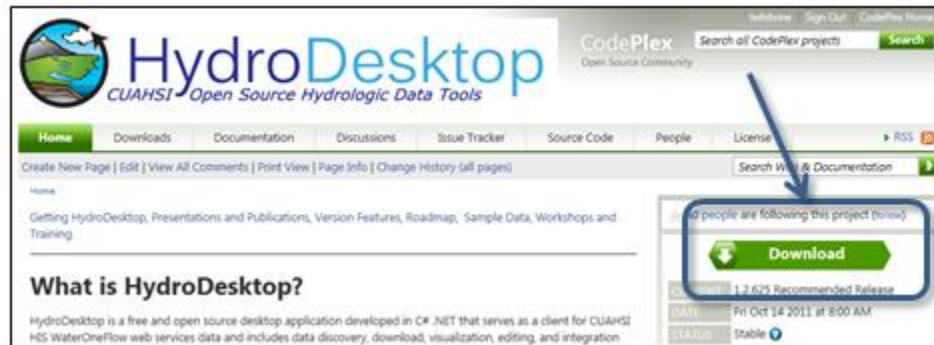 Sign Out CodePlex Home
HydroDesktop
CUAHSI Open Source Hydrologic Data Tools
CodePlex
Open Source Community
Search all CodePlex projects
Search
Home Downloads Documentation Discussions Issue Tracker Source Code People License RSS
Create New Page | Edit | View All Comments | Print View | Page Info | Change History (all pages)
Search & Documentation
Home
Getting HydroDesktop, Presentations and Publications, Version Features, Roadmap, Sample Data, Workshops and
Training
people are following this project (follow)
Download
What is HydroDesktop?
1.2.625 Recommended Release
DATE Fri Oct 14 2011 at 8:00 AM
STATUS Stable
HydroDesktop is a free and open source desktop application developed in C# .NET that serves as a client for CUAHSI
HIS WaterOneFlow web services data and includes data discovery, download, visualization, editing, and integration